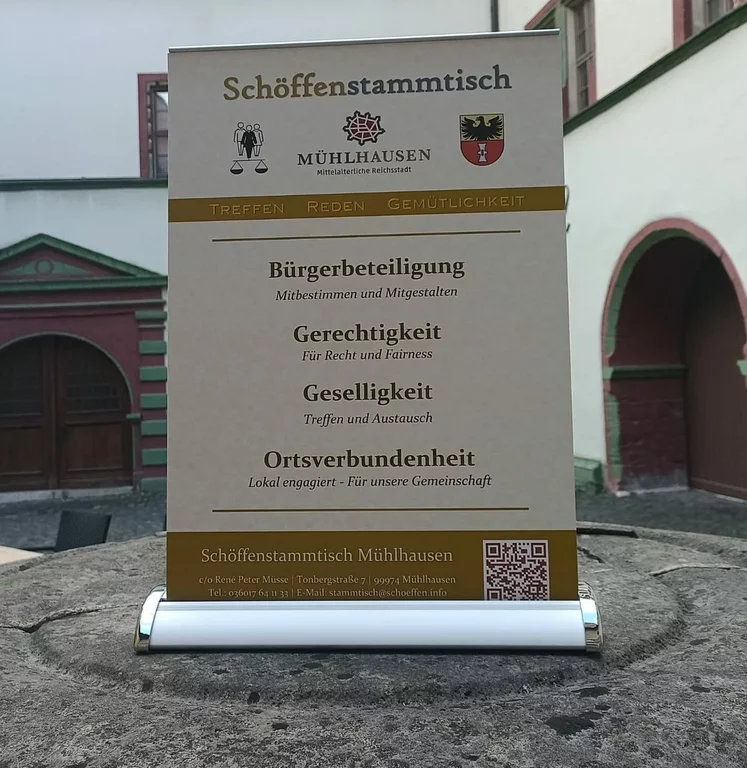 Schöffenstammtisch
MÜHLHAUSEN
Mittelalterliche Reichsstadt
TREFFEN REDEN GEMÜTLICHKEIT
Bürgerbeteiligung
Mitbestimmen und Mitgestalten
Gerechtigkeit
Für Recht und Fairness
Geselligkeit
Treffen und Austausch
Ortsverbundenheit
Lokal engagiert - Für unsere Gemeinschaft
Schöffenstammtisch Mühlhausen
c/o René Peter Müsse | Tonbergstraße 7 | 99974 Mühlhausen
Tel.: 036017 64 11 33 | E-Mail: stammtisch@schoeffen.info